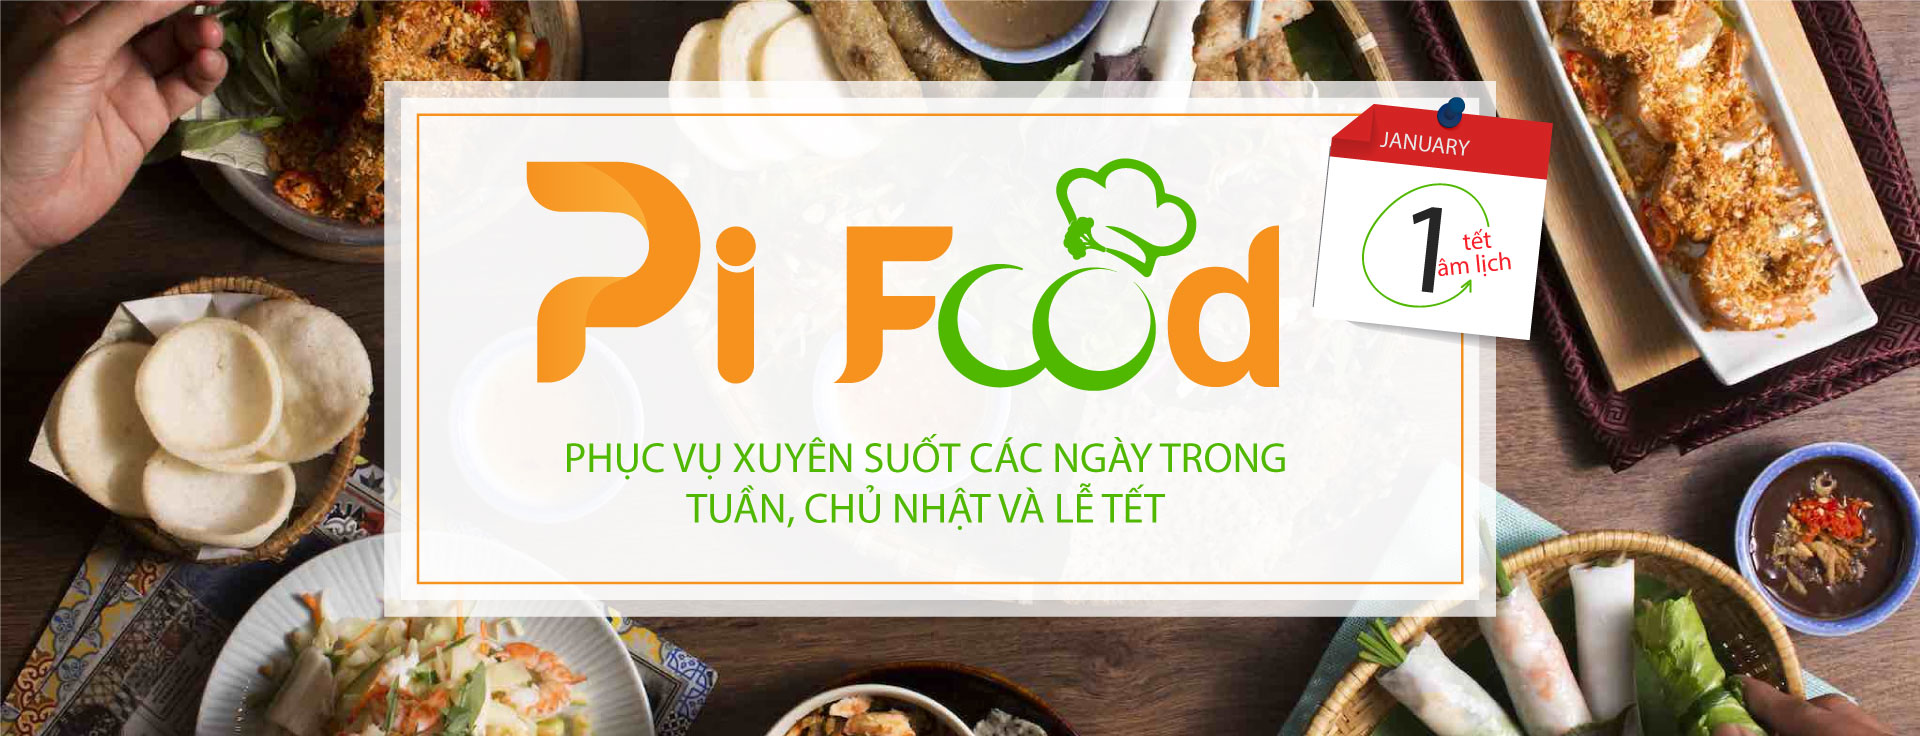 Pi Food
JANUARY
1
tết
âm lịch
PHỤC VỤ XUYÊN SUỐT CÁC NGÀY TRONG
TUẦN, CHỦ NHẬT VÀ LỄ TẾT